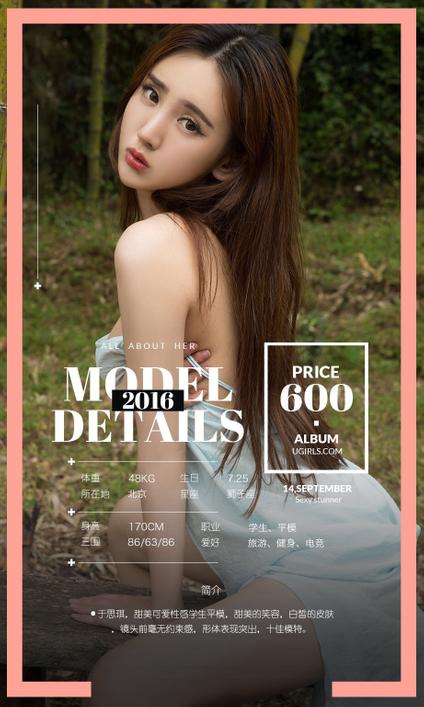 ALL ABOUT HER
MODEL
2016
DETAILS
PRICE
600
ALBUM
UGIRLS.COM
14,SEPTEMBER
Sexy stunner
体重 48KG 生日 7.25
所在地 北京 星座 狮子座
身高 170CM 职业 学生、平模
三围 86/63/86 爱好 旅游、健身、电竞
简介
●于思琪，甜美可爱性感学生平模，甜美的笑容，白皙的皮肤
，镜头前毫无约束感，形体表现突出，十佳模特。